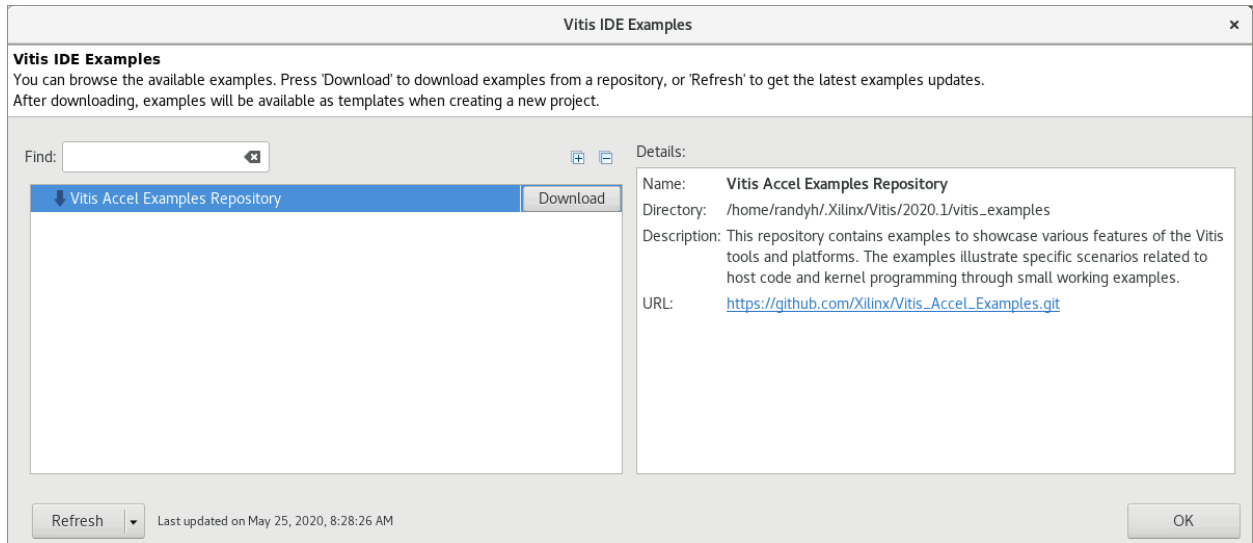 Vitis IDE Examples
Vitis IDE Examples
You can browse the available examples. Press 'Download' to download examples from a repository, or 'Refresh' to get the latest examples updates.
After downloading, examples will be available as templates when creating a new project.
Find:
Vitis Accel Examples Repository
Download
Details:
Name: Vitis Accel Examples Repository
Directory: /home/randyh/.Xilinx/Vitis/2020.1/vitis_examples
Description: This repository contains examples to showcase various features of the Vitis
tools and platforms. The examples illustrate specific scenarios related to
host code and kernel programming through small working examples.
URL: https://github.com/Xilinx/Vitis_Accel_Examples.git
Refresh
Last updated on May 25, 2020, 8:28:26 AM
OK